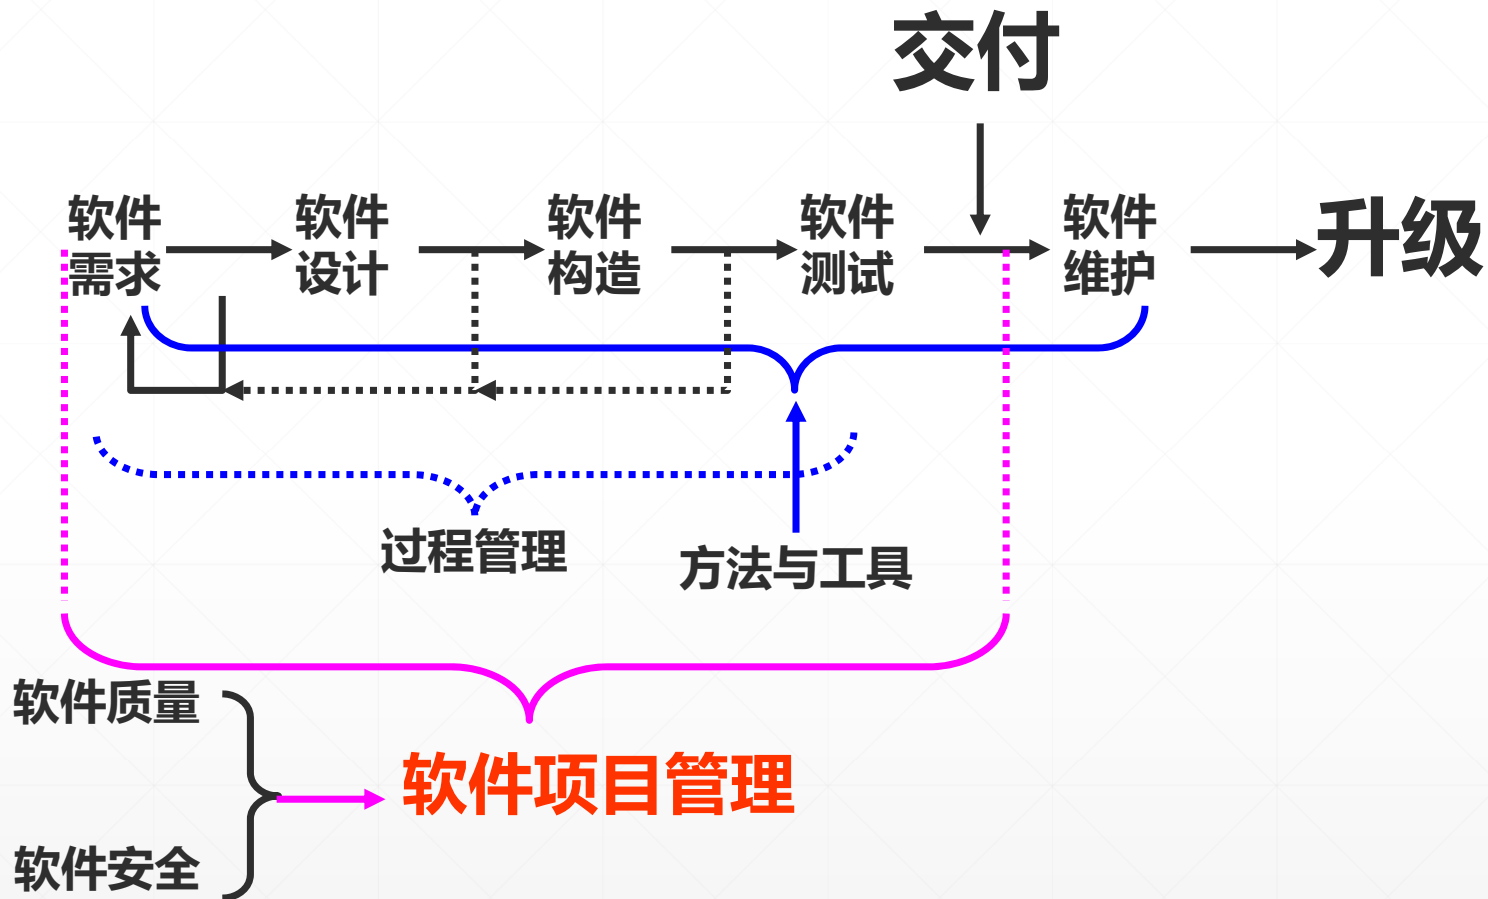 交付
软件
需求
软件
设计
软件
构造
软件
测试
软件
维护
升级
过程管理
方法与工具
软件质量
软件项目管理
软件安全